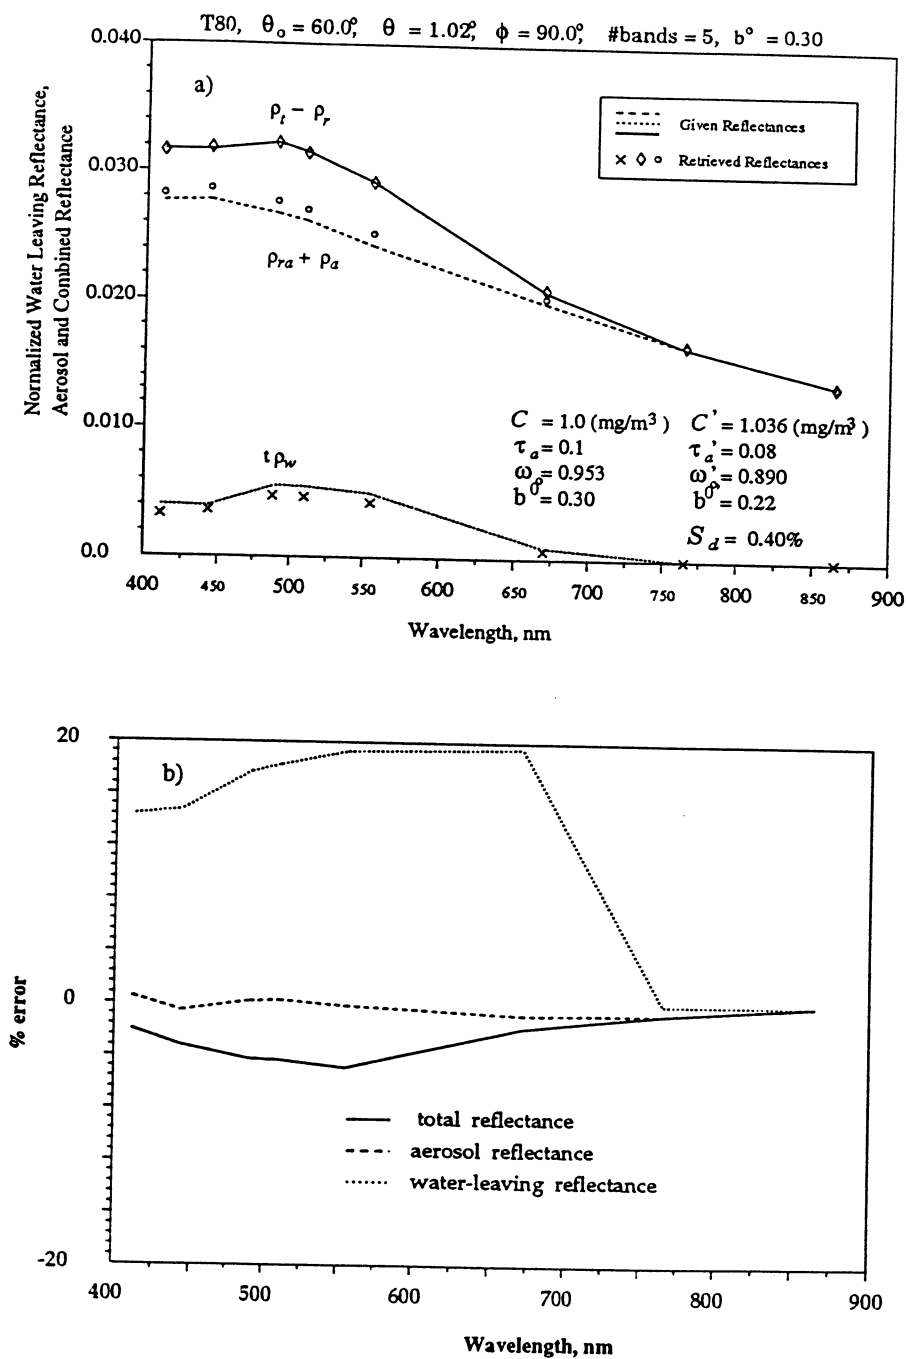 T80, θo = 60.0°, θ = 1.02°, ϕ = 90.0°, #bands = 5, b° = 0.30
0.040
a)
ρt − ρr
Given Reflectances
× ◊ ° Retrieved Reflectances
0.030
ρra + ρa
0.020
Normalized Water Leaving Reflectance,
Aerosol and Combined Reflectance
0.010
C = 1.0 (mg/m³) C' = 1.036 (mg/m³)
τa = 0.1 τa' = 0.08
ω° = 0.953 ω°' = 0.890
b° = 0.30 b°' = 0.22
Sd = 0.40%
tρw
0.0
400 450 500 550 600 650 700 750 800 850 900
Wavelength, nm
20
b)
0
% error
total reflectance
aerosol reflectance
water-leaving reflectance
-20
400 500 600 700 800 900
Wavelength, nm